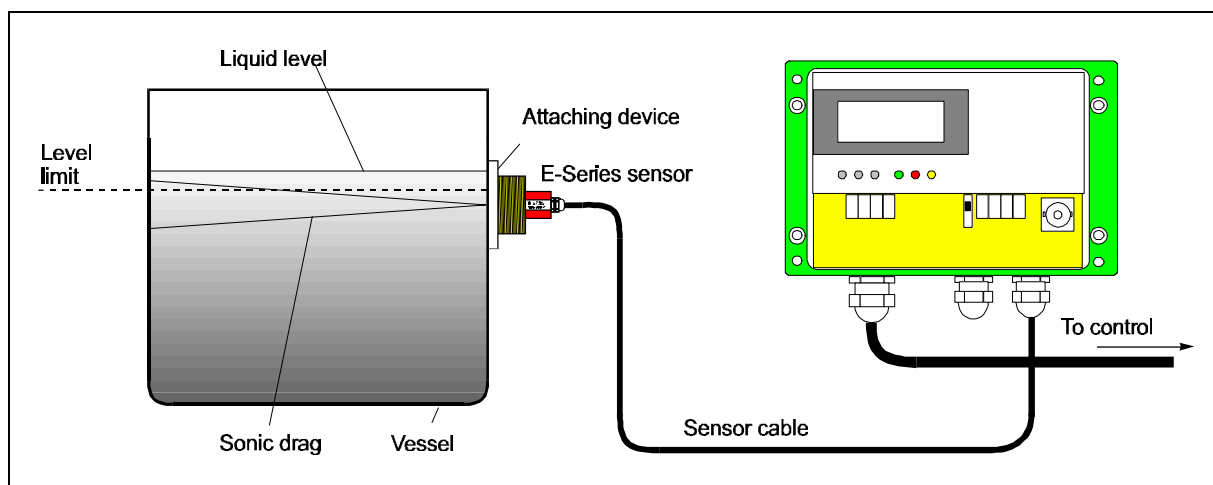 Liquid level
Attaching device
Level
limit
E-Series sensor
To control
Sonic drag
Vessel
Sensor cable